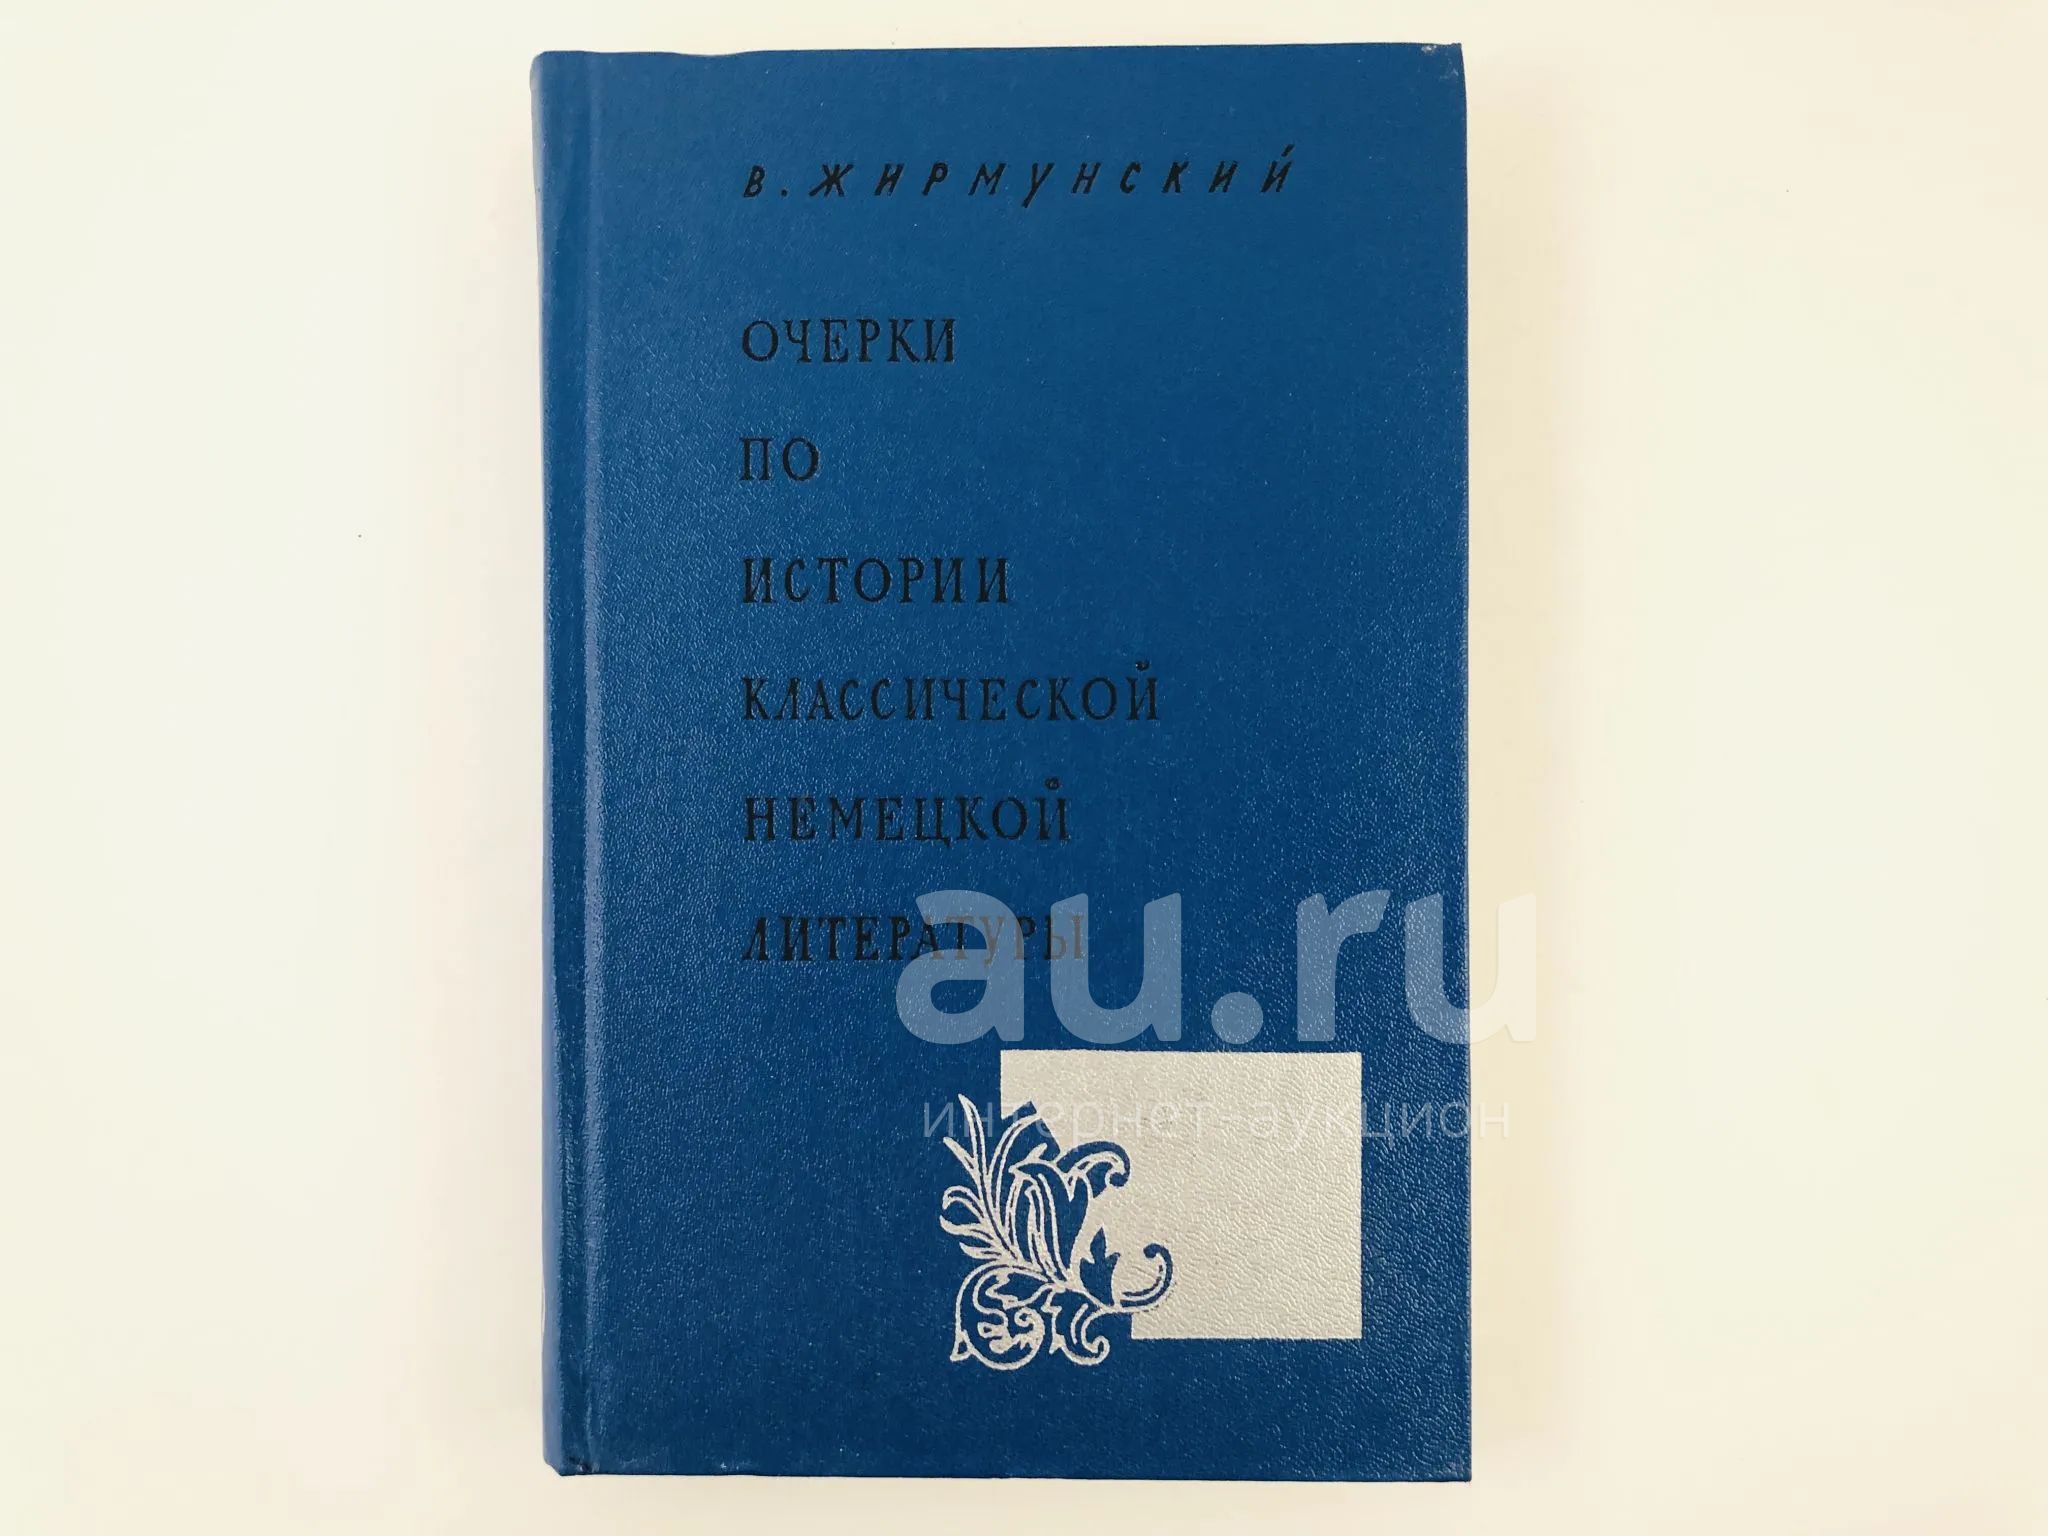 В. ЖИРМУНСКИЙ
ОЧЕРКИ
ПО
ИСТОРИИ
КЛАССИЧЕСКОЙ
НЕМЕЦКОЙ
ЛИТЕРАТУРЫ
au.ru
интернет-аукцион